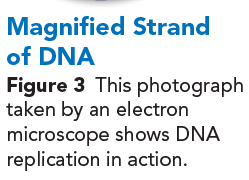 Magnified Strand
of DNA
Figure 3 This photograph
taken by an electron
microscope shows DNA
replication in action.